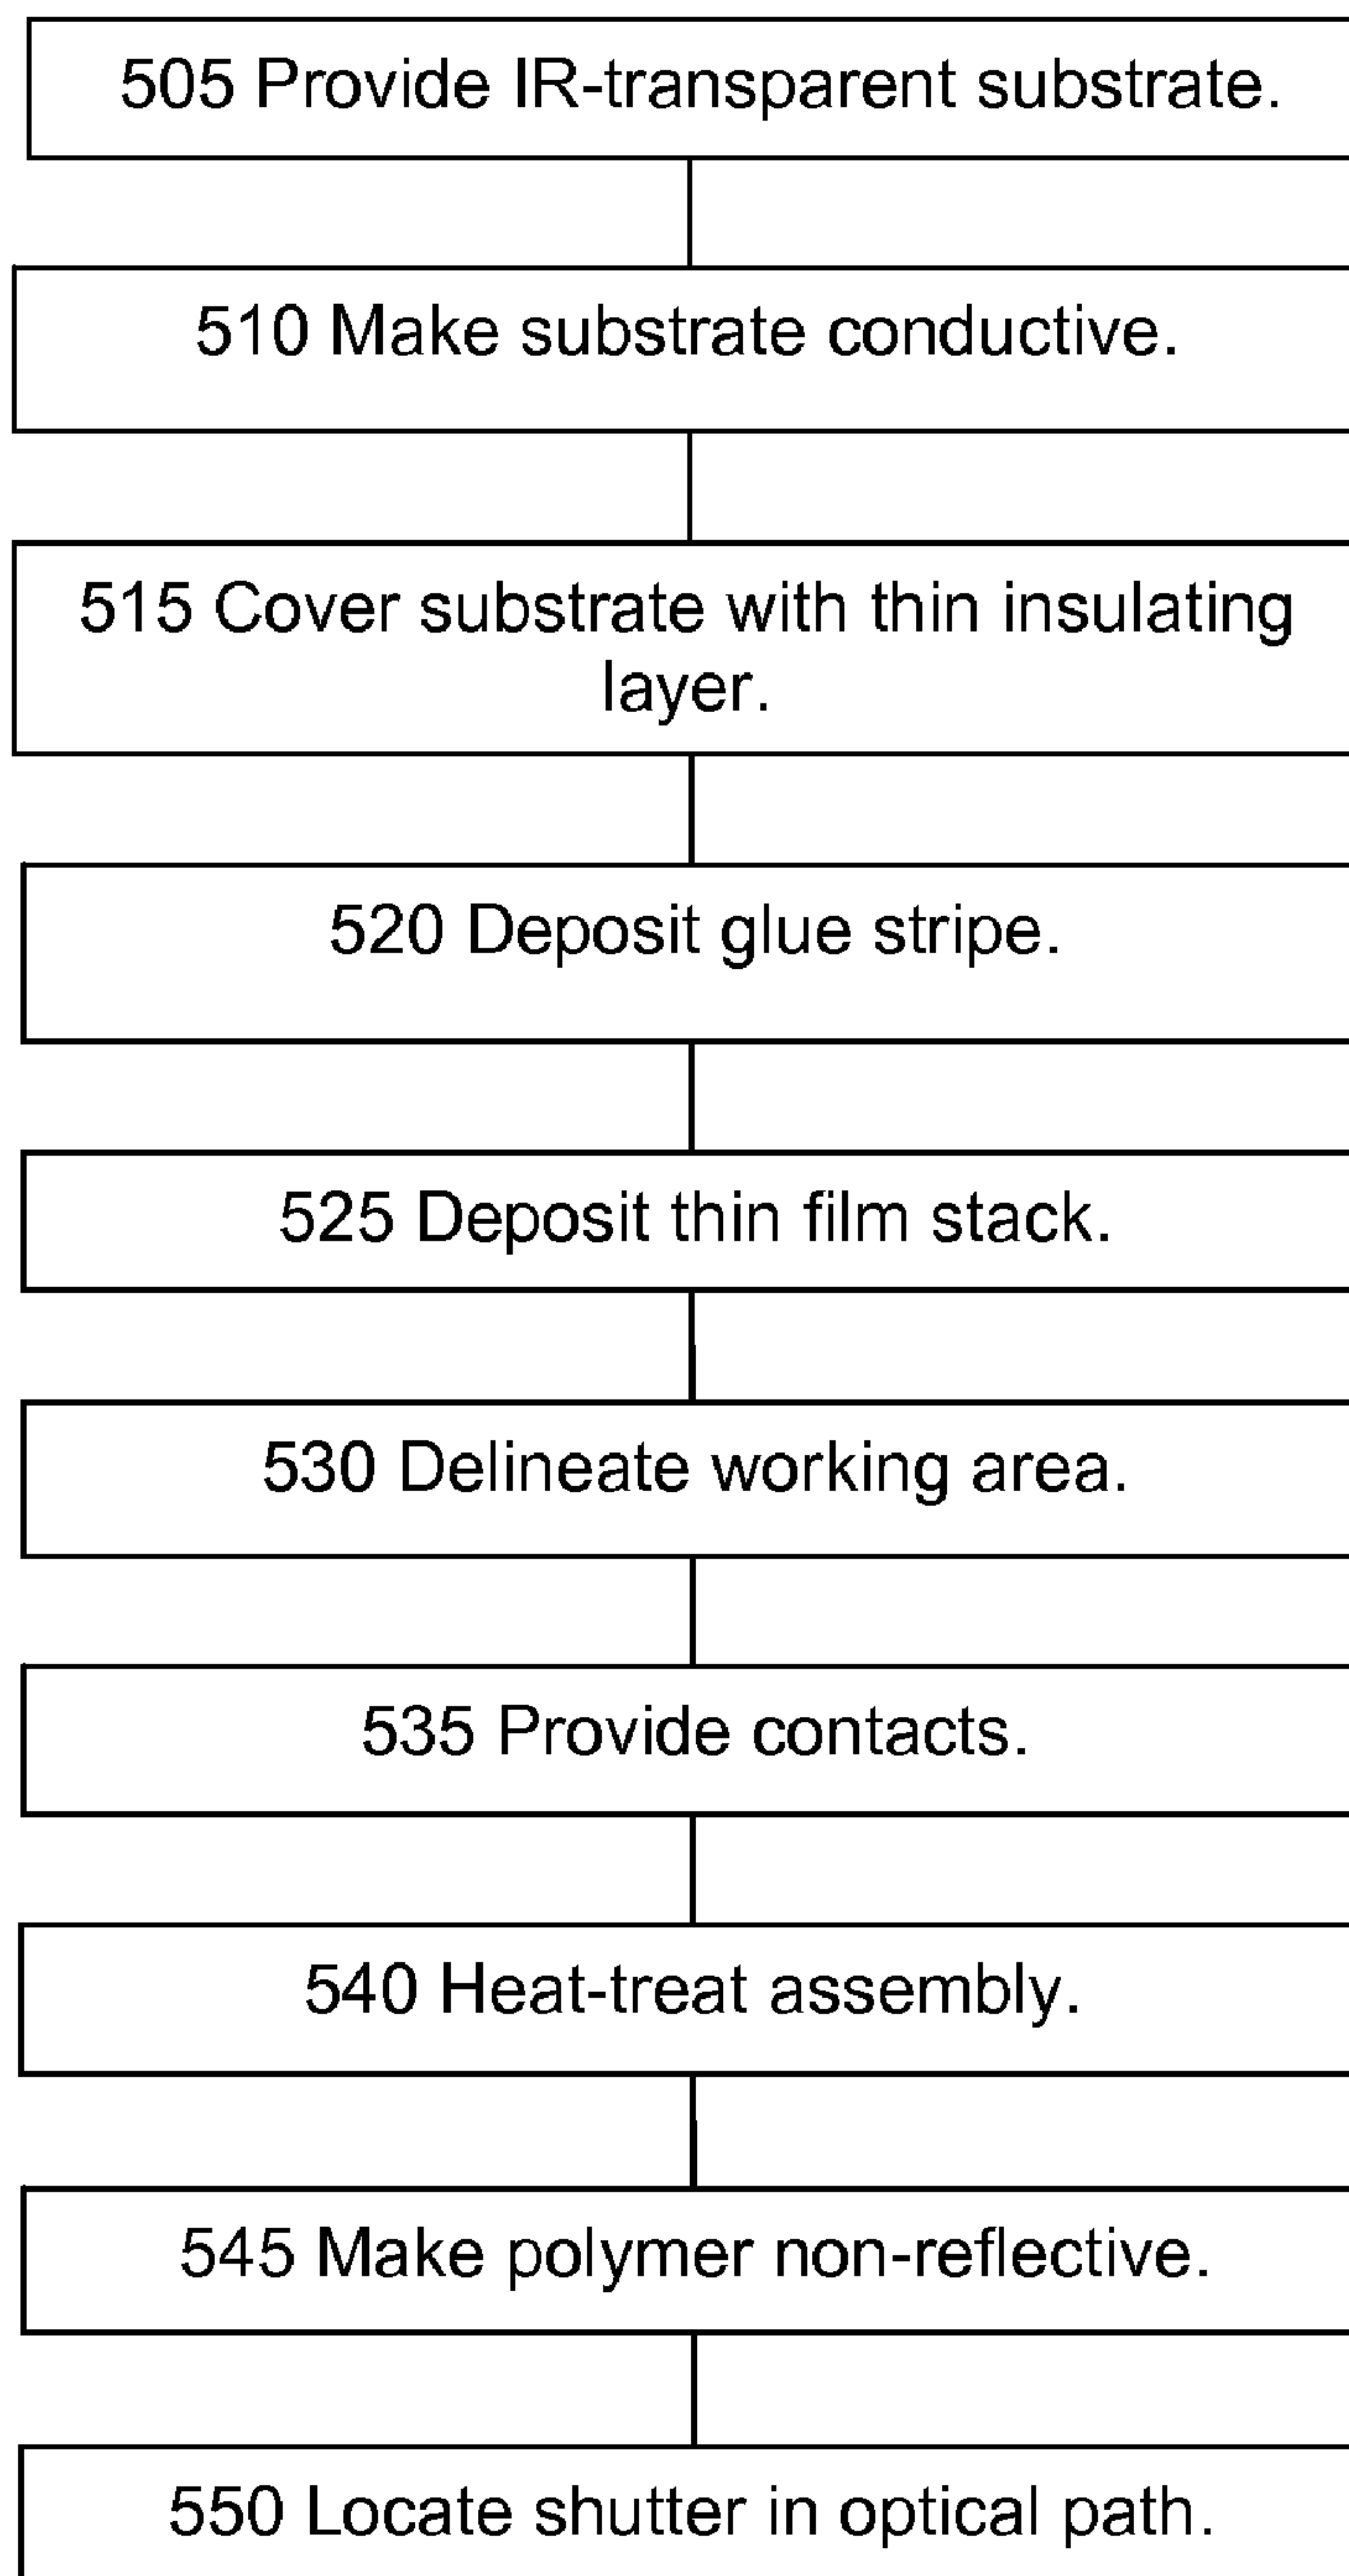 505 Provide IR-transparent substrate.
510 Make substrate conductive.
515 Cover substrate with thin insulating
layer.
520 Deposit glue stripe.
525 Deposit thin film stack.
530 Delineate working area.
535 Provide contacts.
540 Heat-treat assembly.
545 Make polymer non-reflective.
550 Locate shutter in optical path.